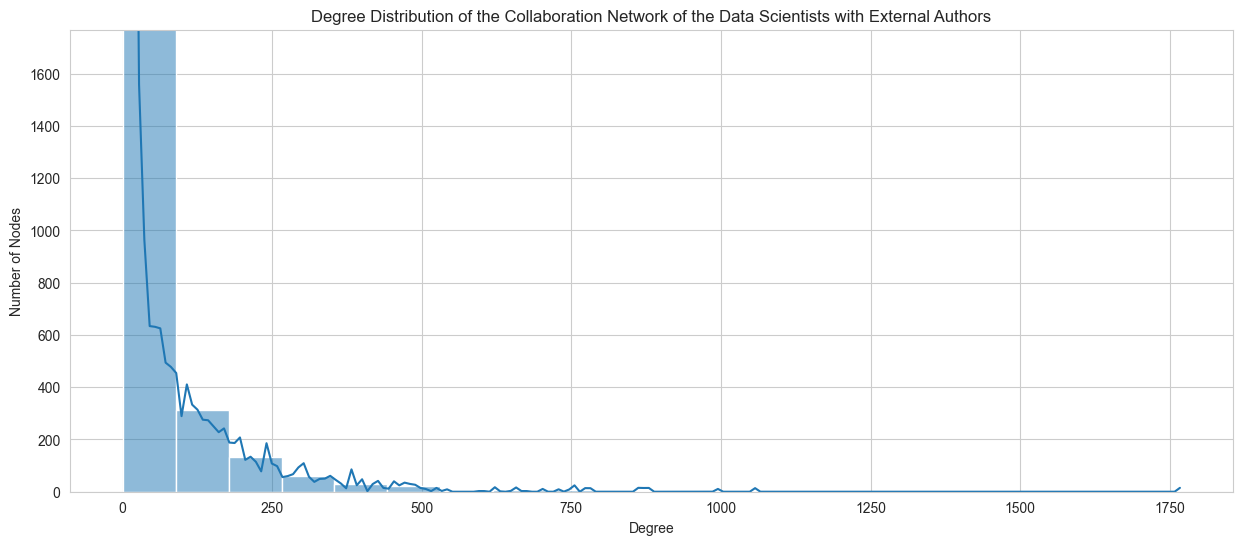 Degree Distribution of the Collaboration Network of the Data Scientists with External Authors
1600
1400
1200
1000
800
600
400
200
0
Number of Nodes
0 250 500 750 1000 1250 1500 1750
Degree